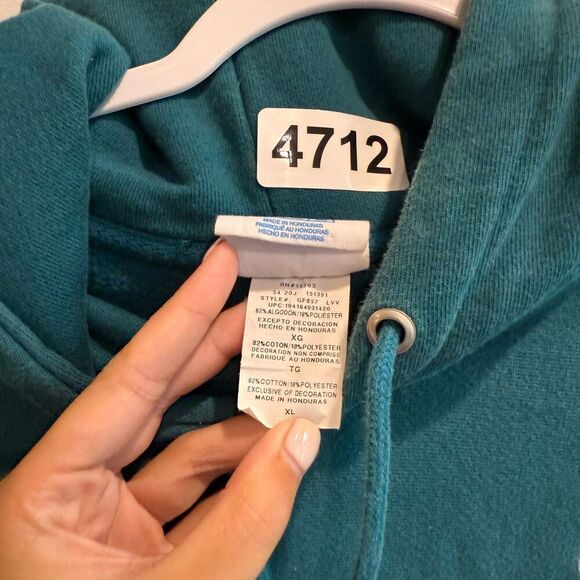 4712
MADE IN HONDURAS
FABRIQUÉ AU HONDURAS
HECHO EN HONDURAS
RN#15763
54 20J 151391
STYLE#: GF857 LVV
UPC:194164931420
82%ALGODON/18%POLIESTER
EXCEPTO DECORACION
HECHO EN HONDURAS
XG
82%COTON/18%POLYESTER
DECORATION NON COMPRISE
FABRIQUE AU HONDURAS
TG
82%COTTON/18%POLYESTER
EXCLUSIVE OF DECORATION
MADE IN HONDURAS
XL